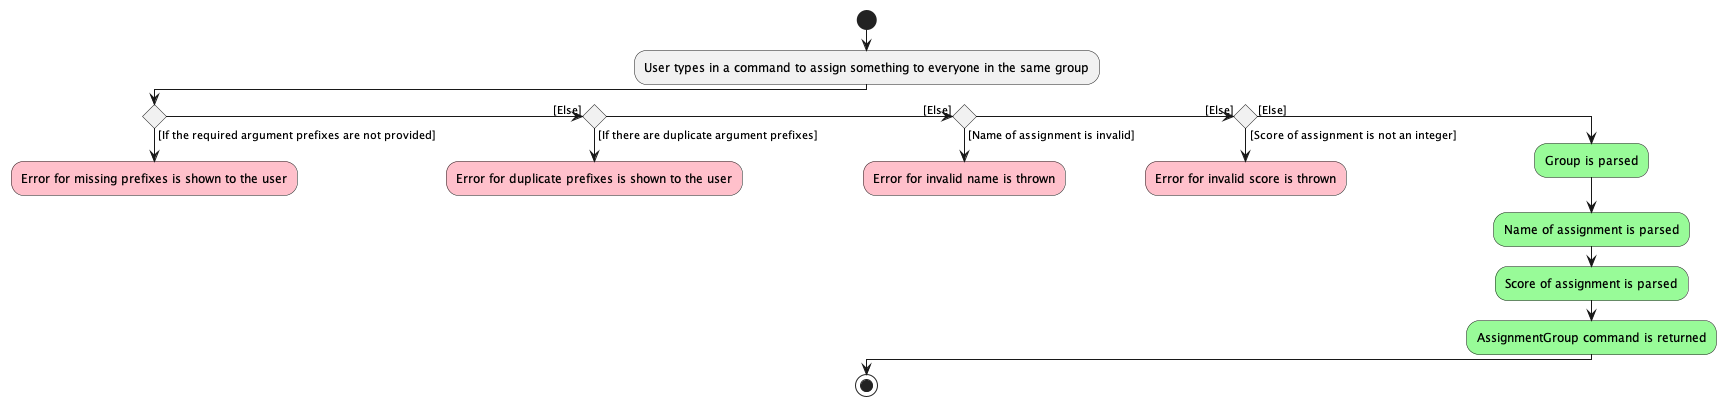 User types in a command to assign something to everyone in the same group
[Else]
[Else]
[Else]
[Else]
[If the required argument prefixes are not provided]
[If there are duplicate argument prefixes]
[Name of assignment is invalid]
[Score of assignment is not an integer]
Group is parsed
Error for missing prefixes is shown to the user
Error for duplicate prefixes is shown to the user
Error for invalid name is thrown
Error for invalid score is thrown
Name of assignment is parsed
Score of assignment is parsed
AssignmentGroup command is returned